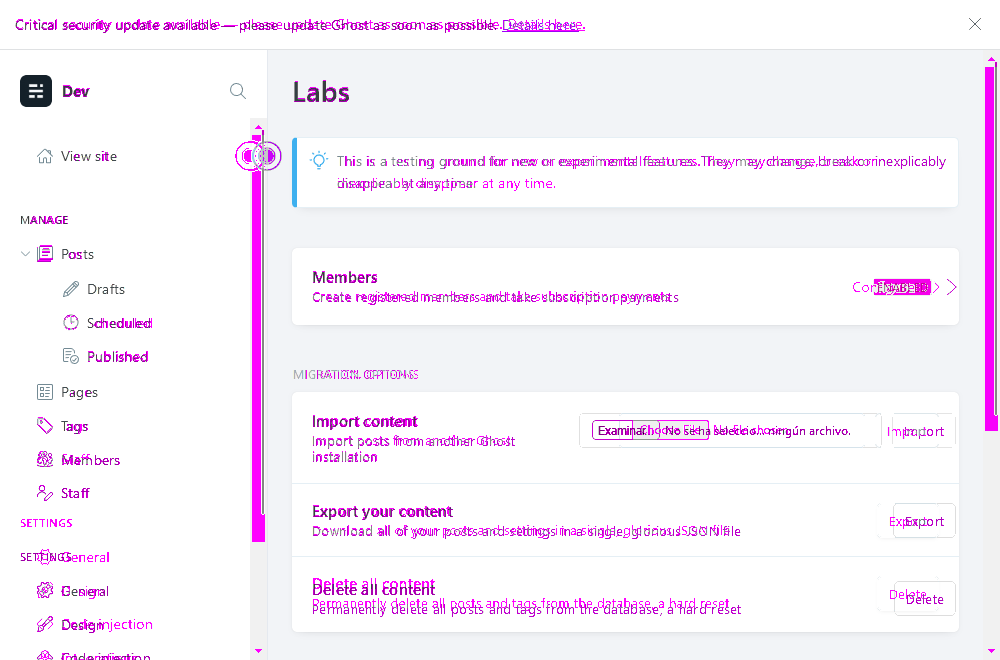 Critical security update available — please update Ghost as soon as possible. Details here.
Dev
View site
MANAGE
Posts
Drafts
Scheduled
Published
Pages
Tags
Members
Staff
SETTINGS
General
Design
Code injection
Labs
This is a testing ground for new or experimental features. They may change, break or inexplicably
disappear at any time.
Members
Create registered members and take subscription payments
MIGRATION OPTIONS
Import content
Import posts from another Ghost
installation
Examinar... No se ha seleccionado ningún archivo.
Choose File No file chosen
Import
Export your content
Download all of your posts and settings in a single, glorious JSON file
Export
Delete all content
Permanently delete all posts and tags from the database, a hard reset
Delete